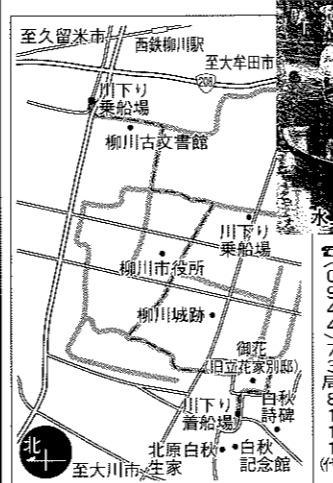 至久留米市
西鉄柳川駅
至大牟田市
208
川下り
乗船場
柳川古文書館
川下り
乗船場
水
柳川市役所
柳川城跡
御花
(旧立花家別邸)
川下り
着船場
白秋
詩碑
北原白秋
生家
白秋
記念館
北
至大川市